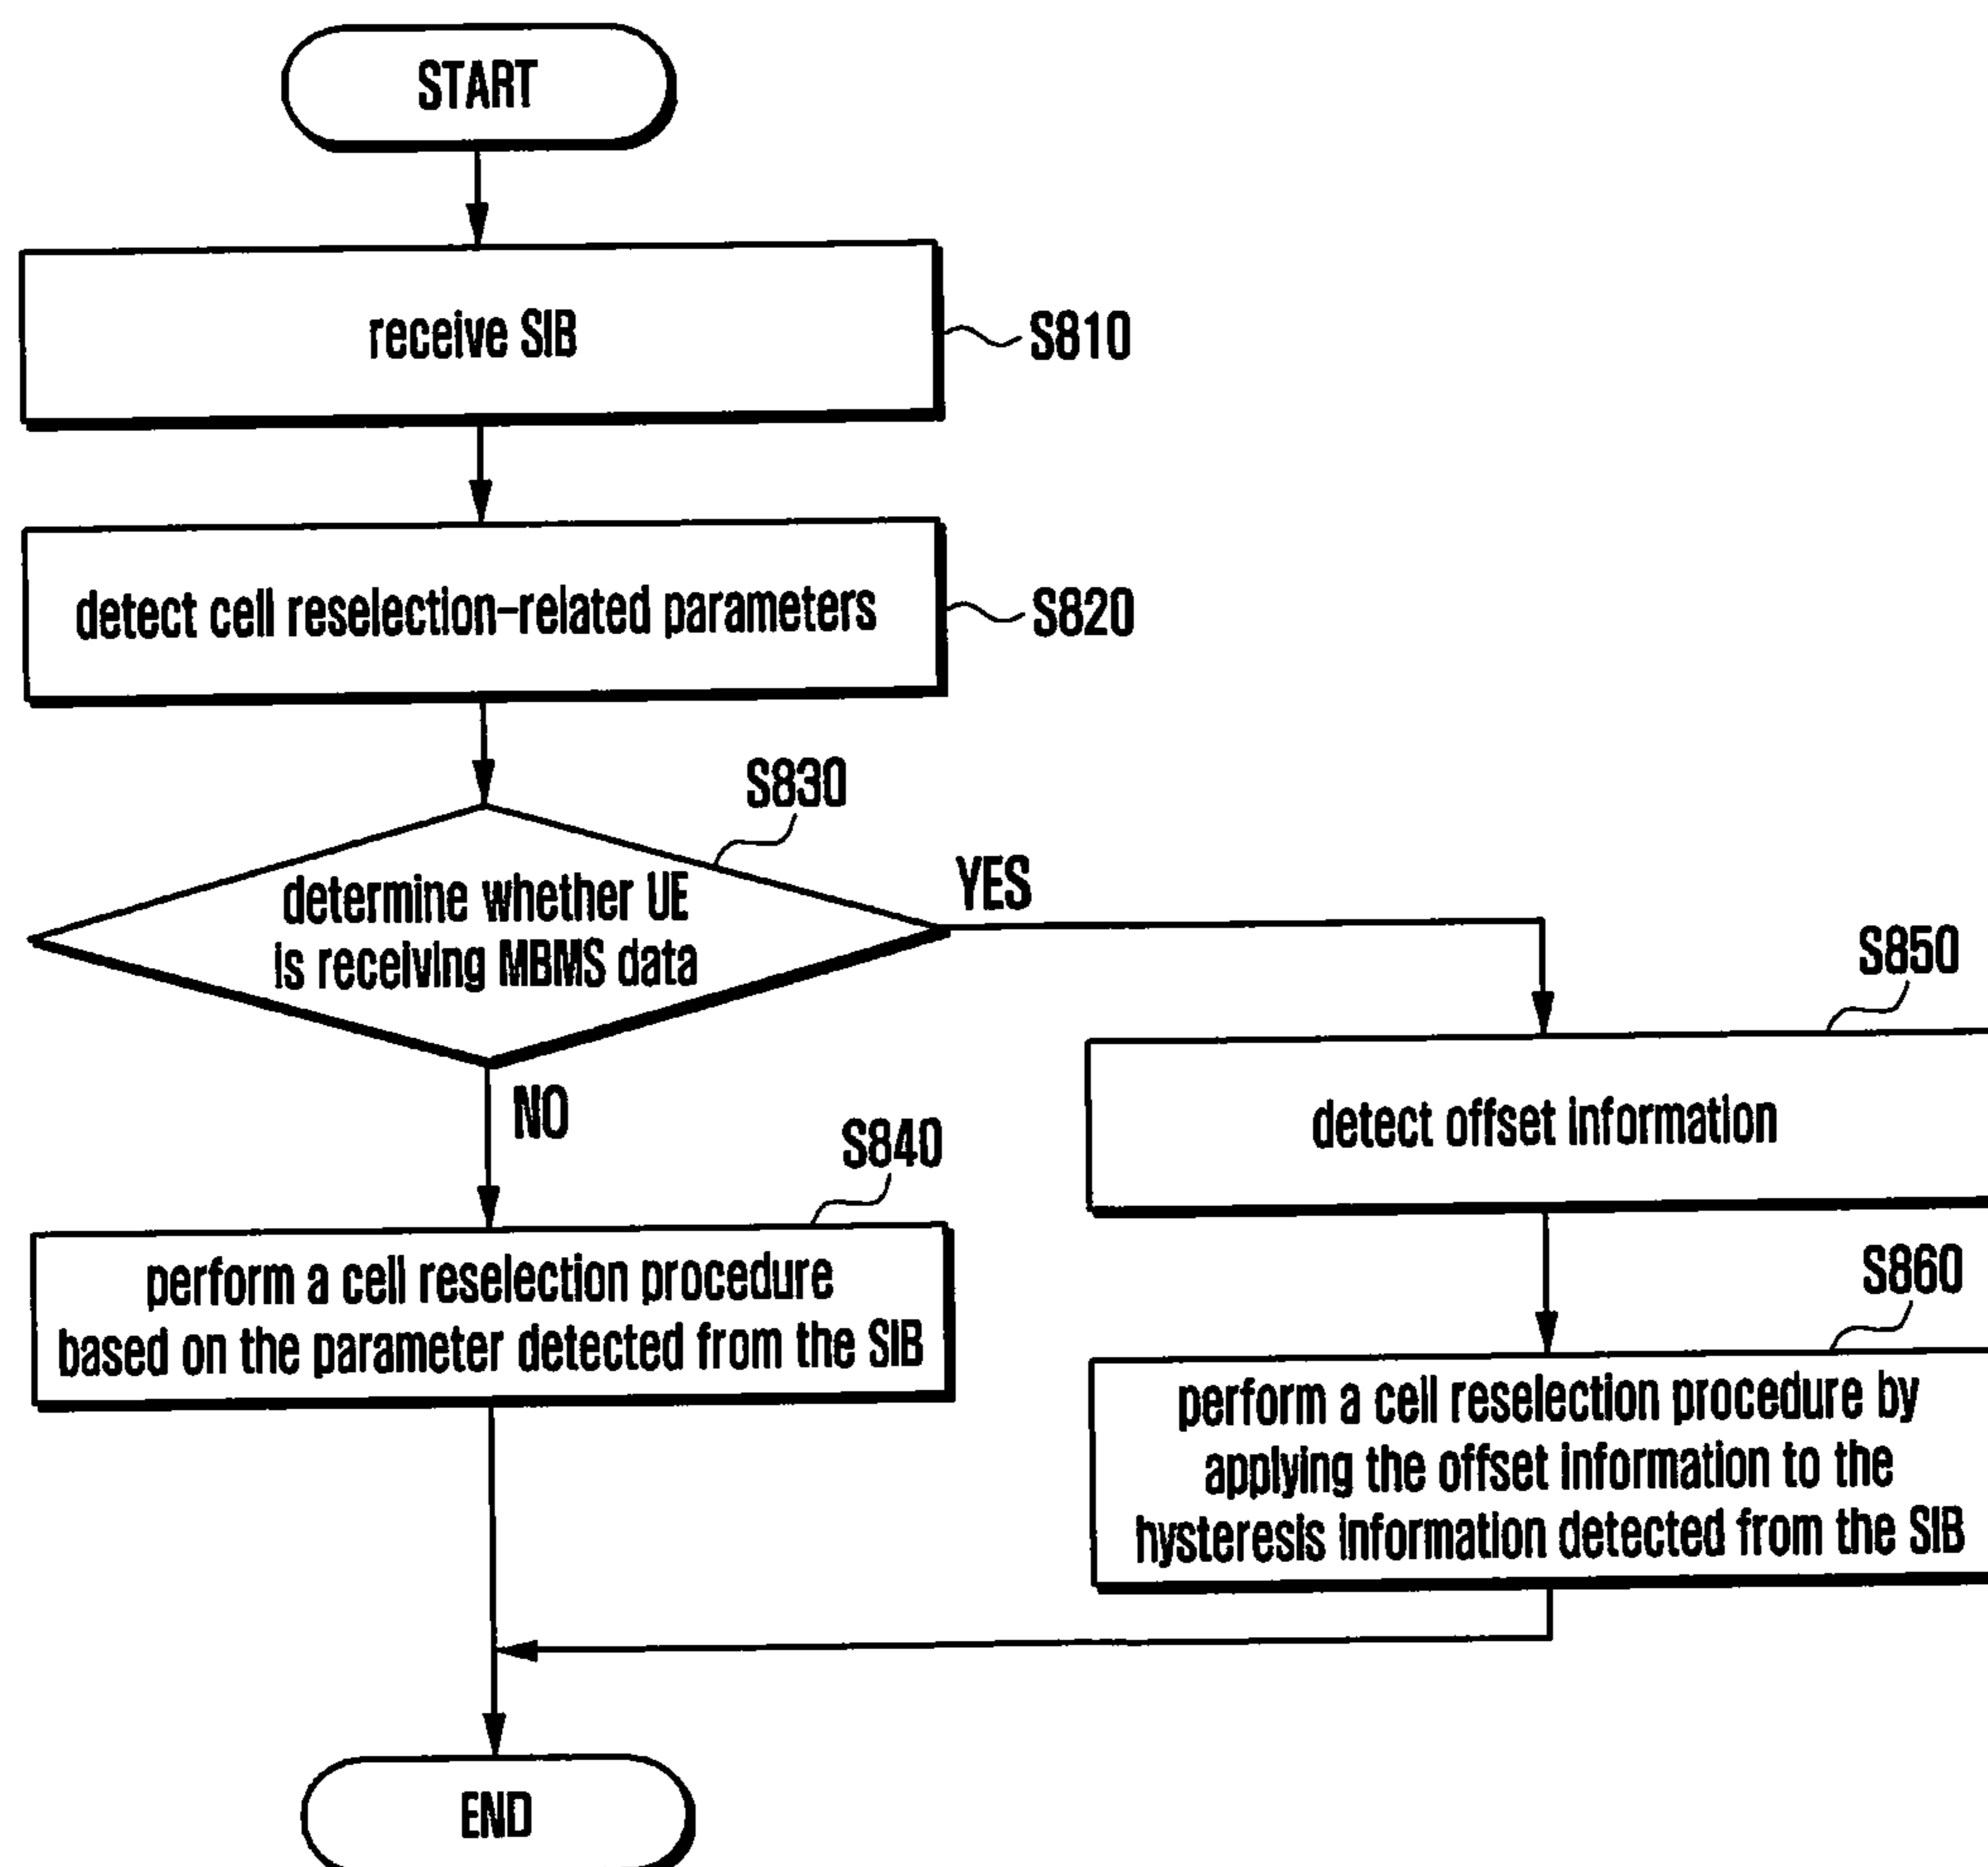 START
receive SIB
S810
detect cell reselection-related parameters
S820
S830
determine whether UE
is receiving MBMS data
YES
NO
S840
perform a cell reselection procedure
based on the parameter detected from the SIB
S850
detect offset information
S860
perform a cell reselection procedure by
applying the offset information to the
hysteresis information detected from the SIB
END